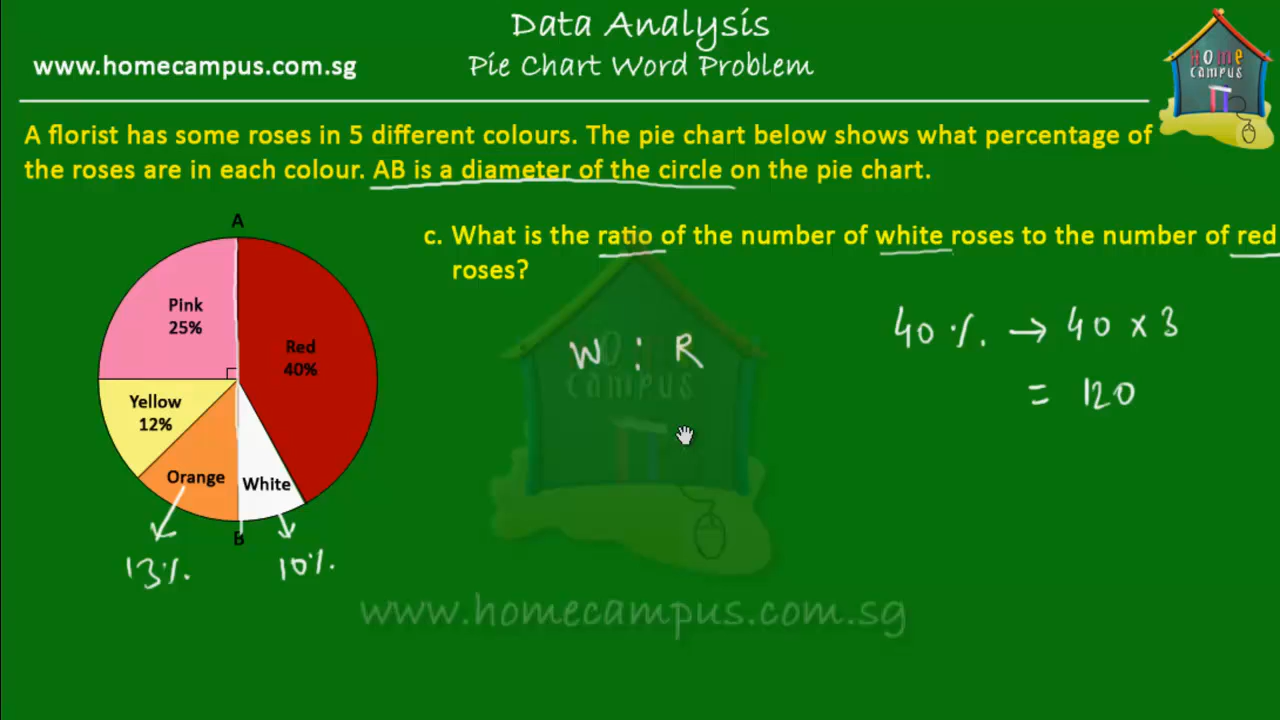 Data Analysis
www.homecampus.com.sg
Pie Chart Word Problem
HOME
campus
A florist has some roses in 5 different colours. The pie chart below shows what percentage of
the roses are in each colour. AB is a diameter of the circle on the pie chart.
A
c. What is the ratio of the number of white roses to the number of red
roses?
Pink
25%
Red
40%
Yellow
12%
Orange
White
B
13%
10%
W : R
40% → 40 × 3
= 120
campus
www.homecampus.com.sg